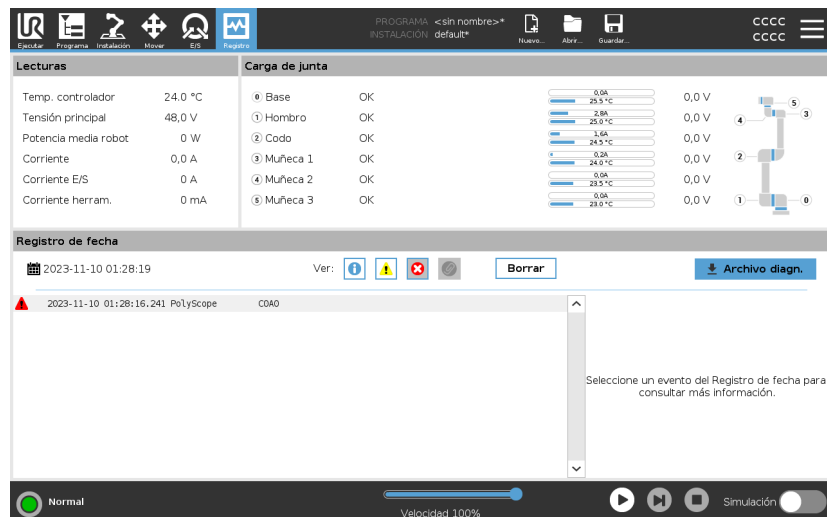 PROGRAMA <sin nombre>*
INSTALACIÓN default*
Ejecutar Programa Instalación Mover E/S Registro
Nuevo... Abrir... Guardar...
CCCC
CCCC
Lecturas
Carga de junta
Temp. controlador 24.0 °C
Tensión principal 48,0 V
Potencia media robot 0 W
Corriente 0,0 A
Corriente E/S 0 A
Corriente herram. 0 mA
0 Base OK 0,0A 25.5 °C 0,0 V
1 Hombro OK 2,8A 25.0 °C 0,0 V
2 Codo OK 1,6A 24.5 °C 0,0 V
3 Muñeca 1 OK 0,2A 24.0 °C 0,0 V
4 Muñeca 2 OK 0,0A 23.5 °C 0,0 V
5 Muñeca 3 OK 0,0A 23.0 °C 0,0 V
5
4 3
2
1 0
Registro de fecha
2023-11-10 01:28:19 Ver: Borrar Archivo diagn.
2023-11-10 01:28:16.241 PolyScope C0A0
Seleccione un evento del Registro de fecha para
consultar más información.
Normal
Velocidad 100%
Simulación